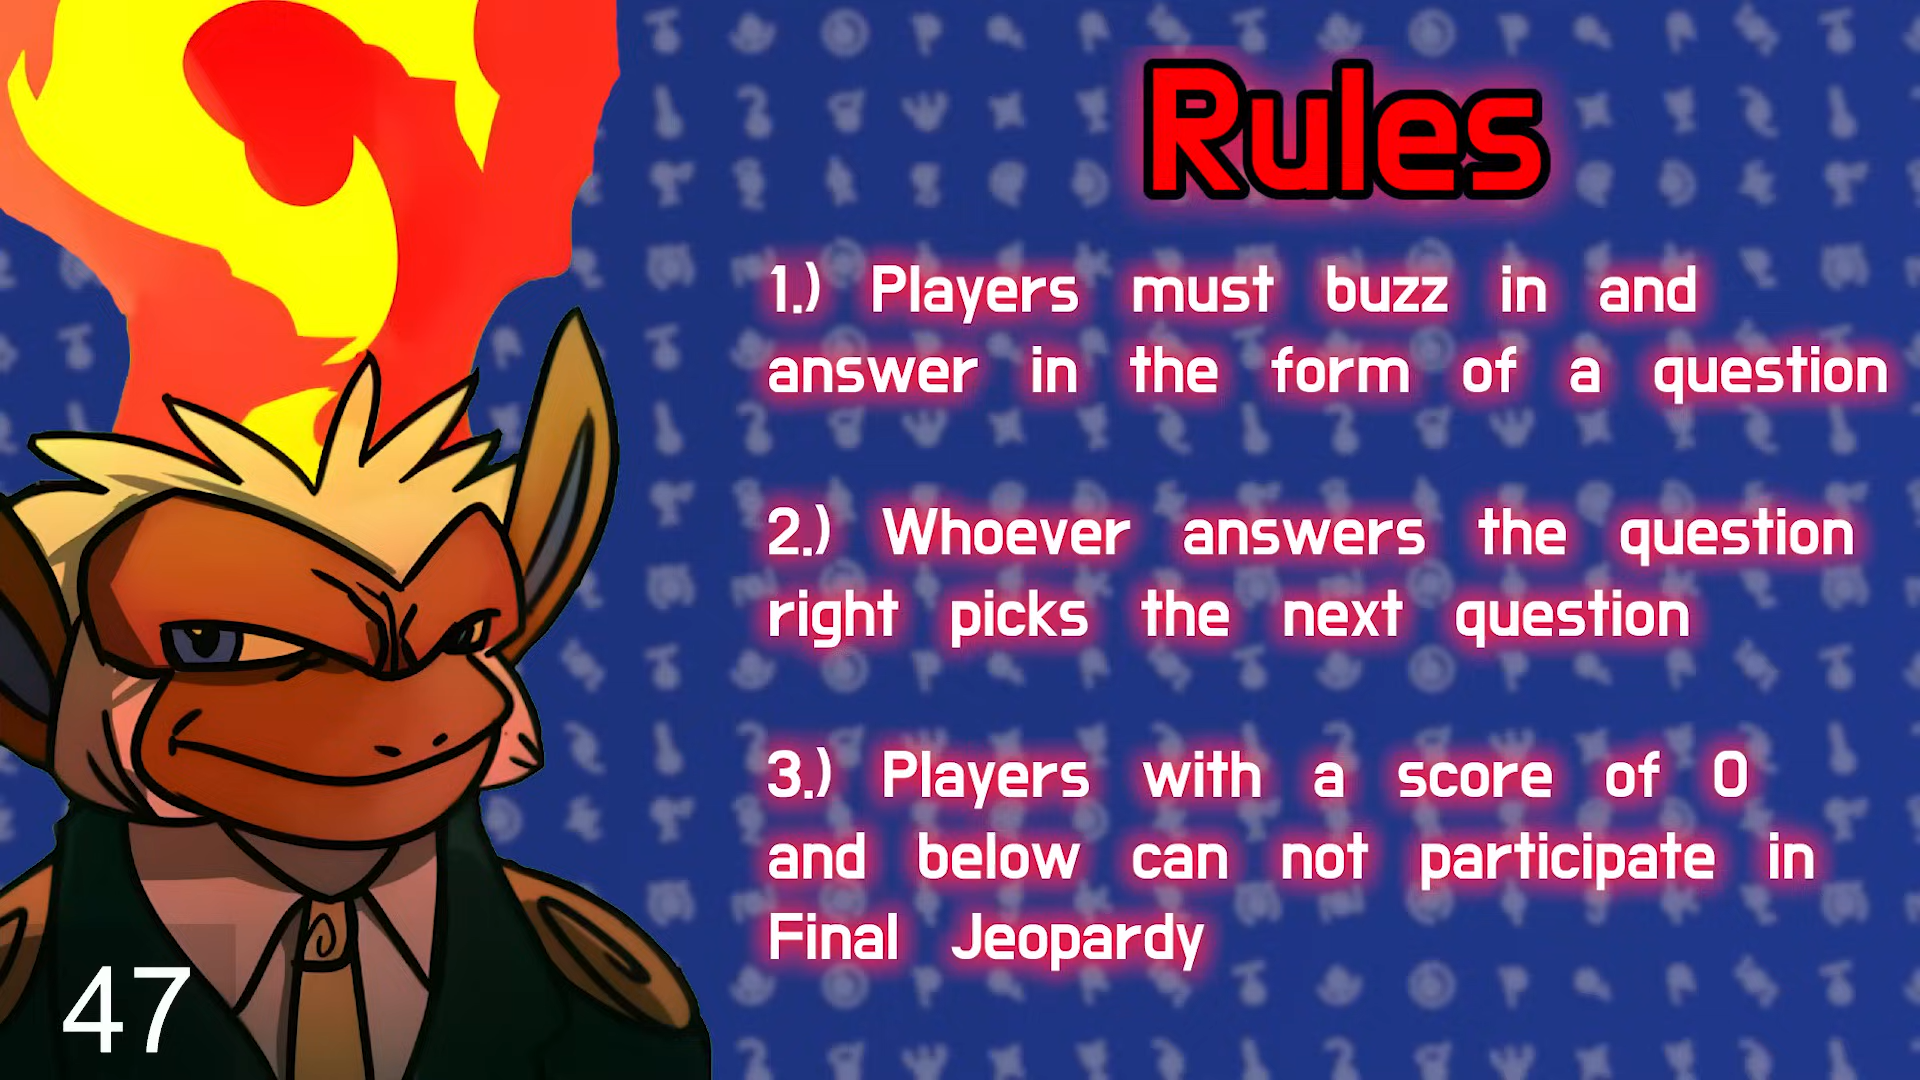 Rules
1.) Players must buzz in and
answer in the form of a question
2.) Whoever answers the question
right picks the next question
3.) Players with a score of 0
and below can not participate in
Final Jeopardy
47